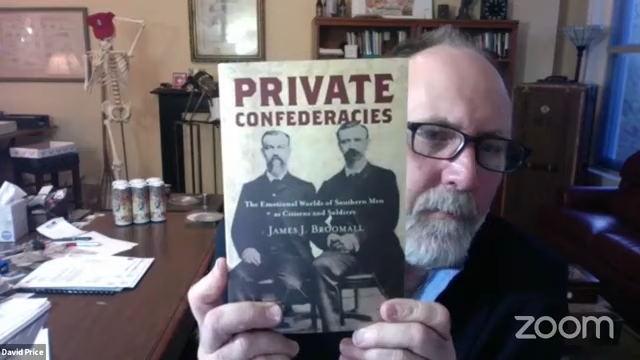 PRIVATE
CONFEDERACIES
The Emotional Worlds of Southern Men
as Citizens and Soldiers
JAMES J. BROOMALL
zoom
David Price